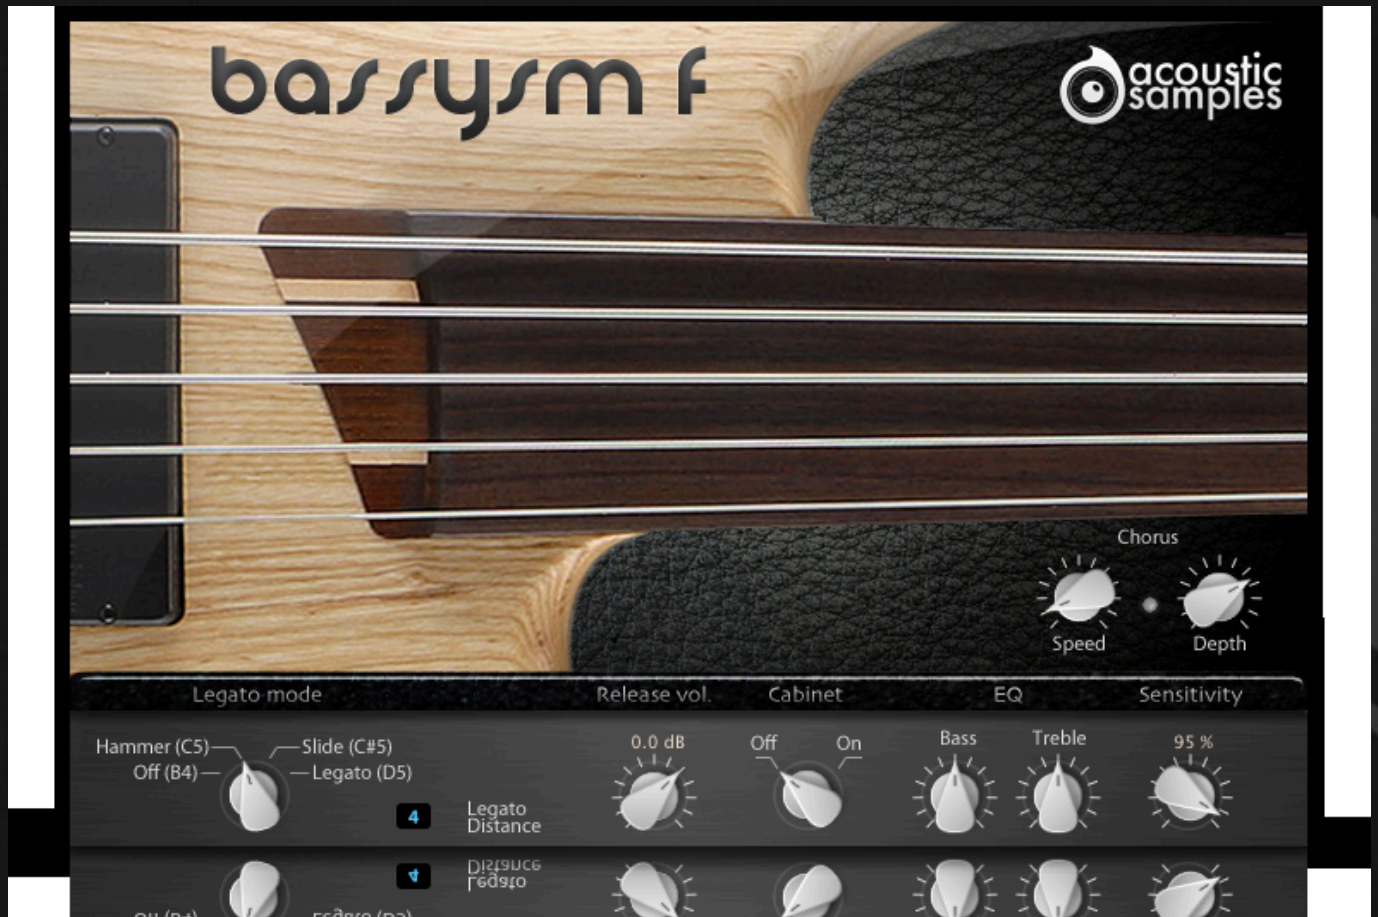 bassysm f
acoustic
samples
Chorus
Speed
Depth
Legato mode
Release vol.
Cabinet
EQ
Sensitivity
Hammer (C5)
Slide (C#5)
Off (B4)
Legato (D5)
4
Legato
Distance
0.0 dB
Off
On
Bass
Treble
95 %